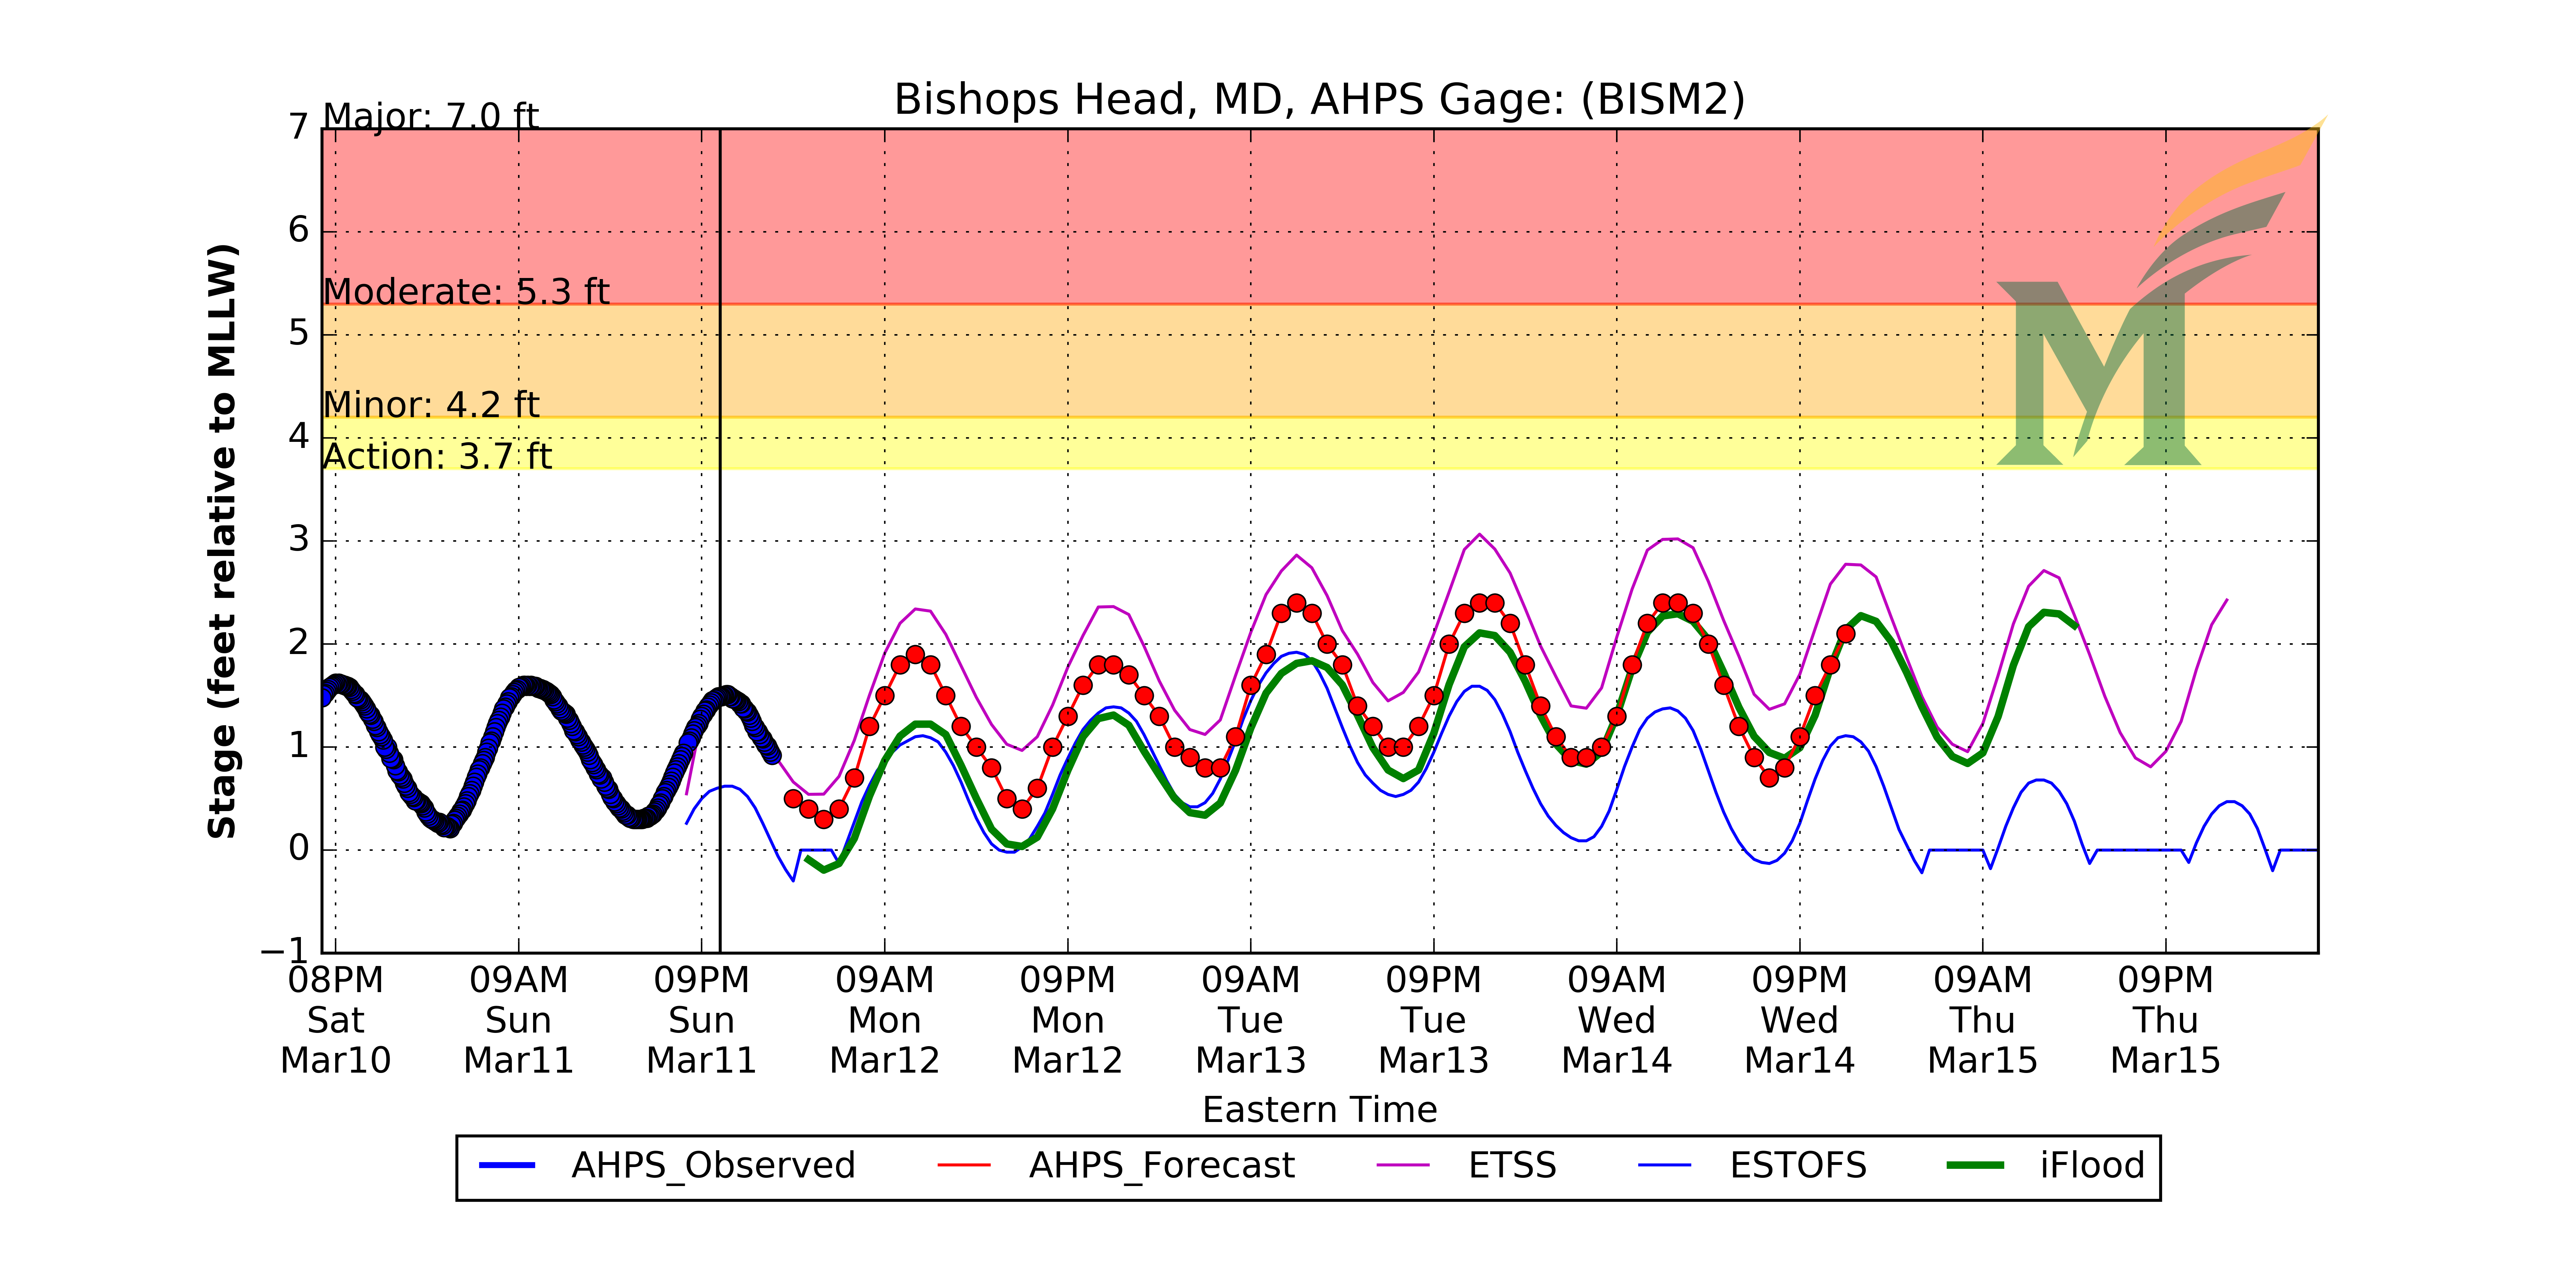 Bishops Head, MD, AHPS Gage: (BISM2)
Major: 7.0 ft
Moderate: 5.3 ft
Minor: 4.2 ft
Action: 3.7 ft
7
6
5
4
3
2
1
0
−1
Stage (feet relative to MLLW)
08PM 09AM 09PM 09AM 09PM 09AM 09PM 09AM 09PM 09AM 09PM
Sat Sun Sun Mon Mon Tue Tue Wed Wed Thu Thu
Mar10 Mar11 Mar11 Mar12 Mar12 Mar13 Mar13 Mar14 Mar14 Mar15 Mar15
Eastern Time
AHPS_Observed AHPS_Forecast ETSS ESTOFS iFlood
M